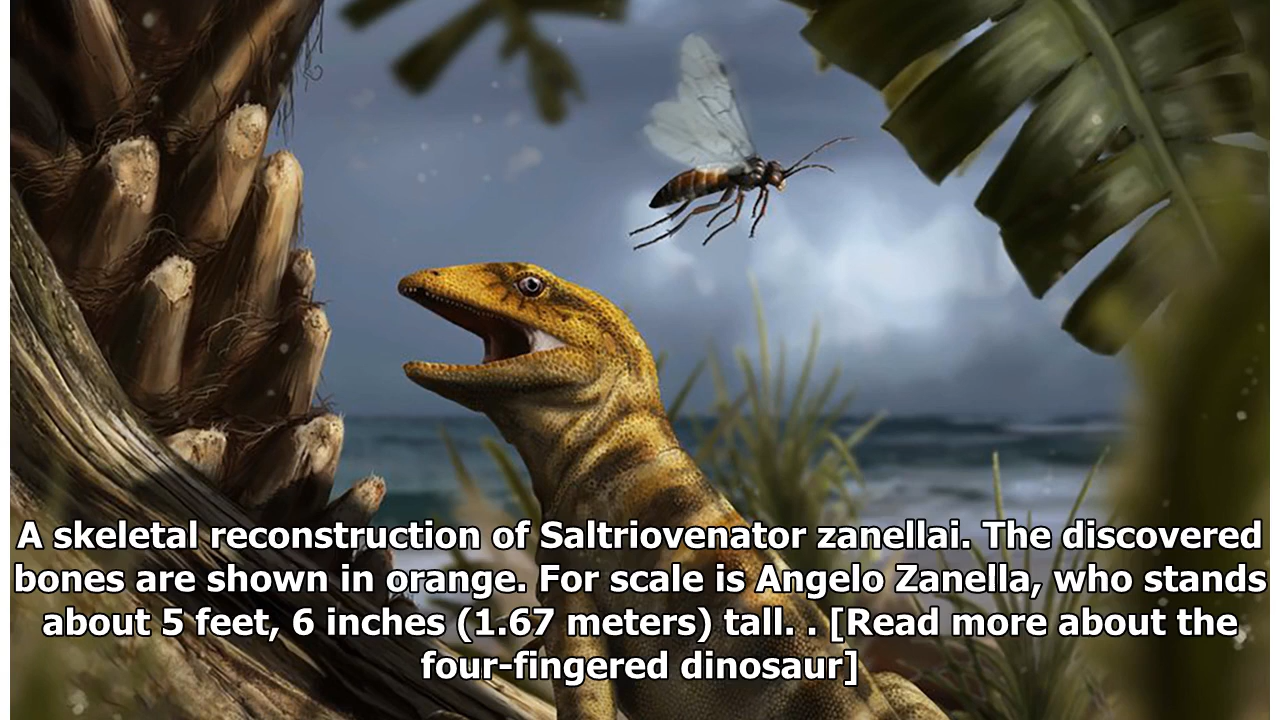 A skeletal reconstruction of Saltriovenator zanellai. The discovered
bones are shown in orange. For scale is Angelo Zanella, who stands
about 5 feet, 6 inches (1.67 meters) tall. . [Read more about the
four-fingered dinosaur]